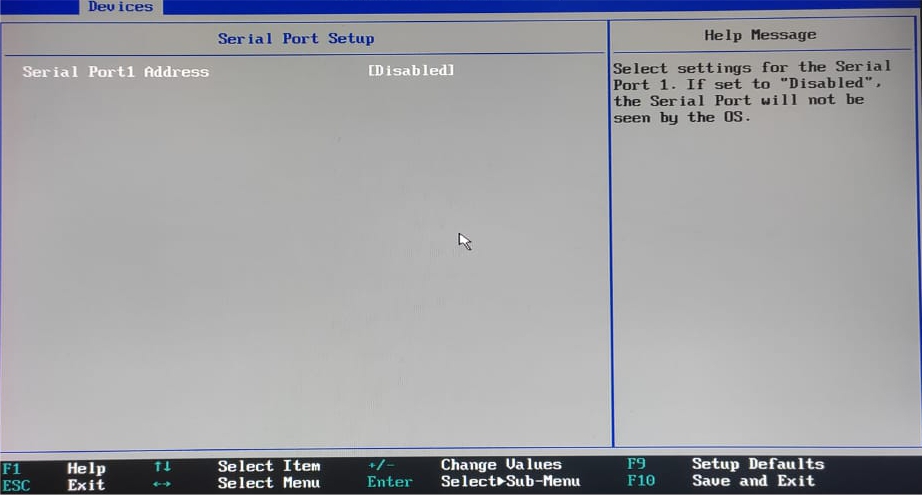 Devices
Serial Port Setup
Help Message
Serial Port1 Address [Disabled]
Select settings for the Serial
Port 1. If set to "Disabled",
the Serial Port will not be
seen by the OS.
F1 Help ↑↓ Select Item +/- Change Values F9 Setup Defaults
ESC Exit ↔ Select Menu Enter Select▶Sub-Menu F10 Save and Exit